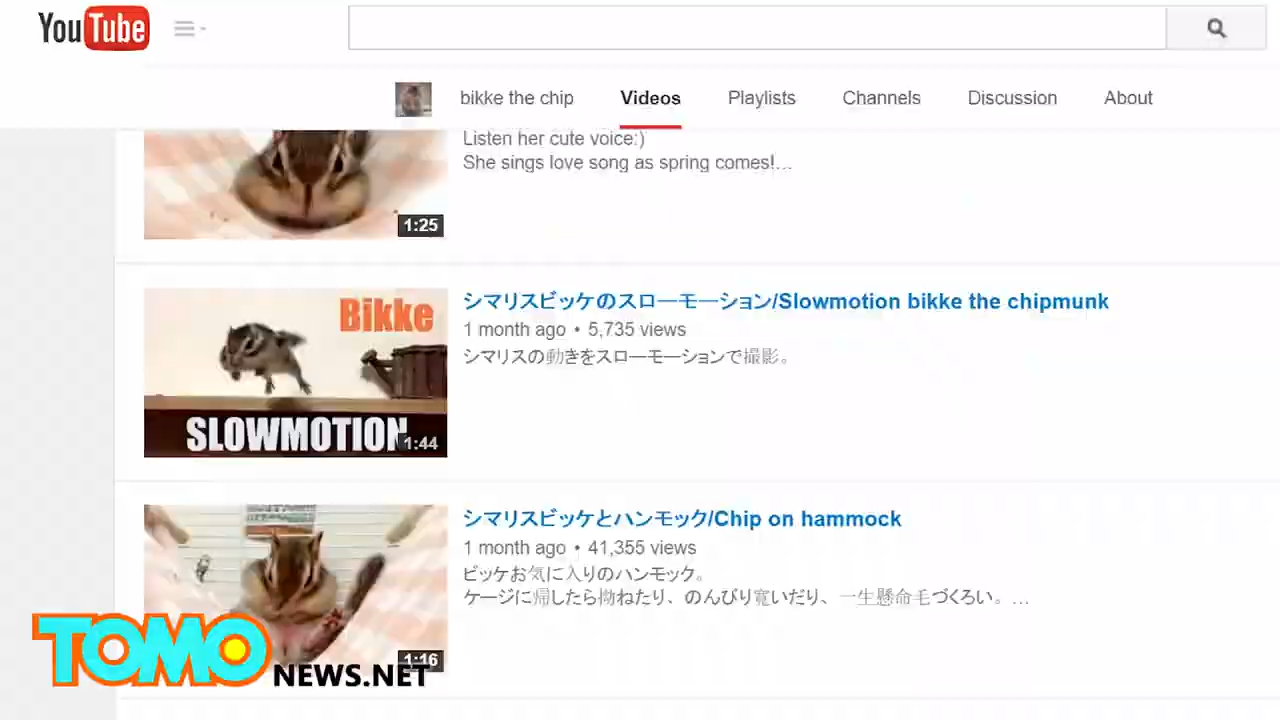 YouTube
bikke the chip Videos Playlists Channels Discussion About
Listen her cute voice:)
She sings love song as spring comes!...
1:25
シマリスビッケのスローモーション/Slowmotion bikke the chipmunk
1 month ago • 5,735 views
シマリスの動きをスローモーションで撮影。
Bikke
SLOWMOTION
1:44
シマリスビッケとハンモック/Chip on hammock
1 month ago • 41,355 views
ビッケお気に入りのハンモック。
ケージに帰したら拗ねたり、のんびり寛いだり、一生懸命毛づくろい。...
1:16
TOMO
NEWS.NET